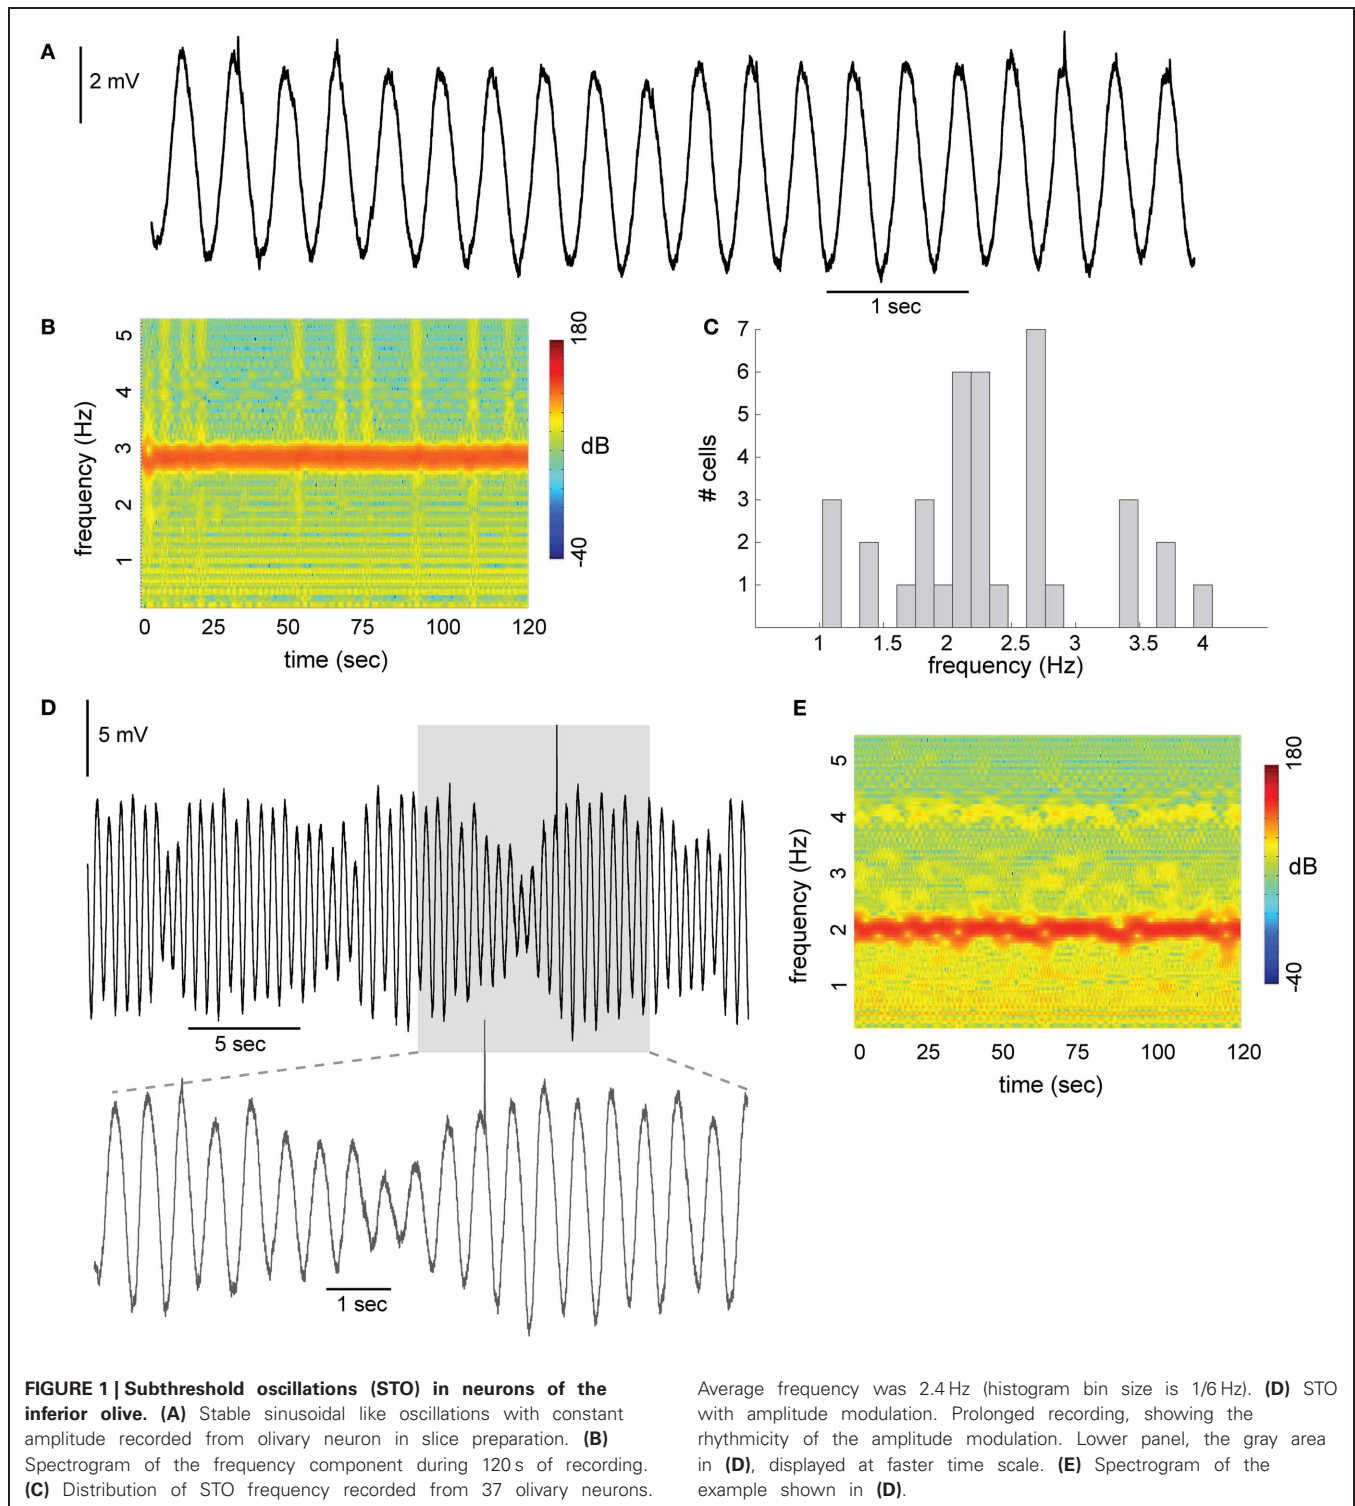 A
2 mV
1 sec
B
5
4
3
2
1
frequency (Hz)
0 25 50 75 100 120
time (sec)
180
dB
-40
C
7
6
5
4
3
2
1
# cells
1 1.5 2 2.5 3 3.5 4
frequency (Hz)
D
5 mV
5 sec
1 sec
E
5
4
3
2
1
frequency (Hz)
0 25 50 75 100 120
time (sec)
180
dB
-40
FIGURE 1 | Subthreshold oscillations (STO) in neurons of the
inferior olive. (A) Stable sinusoidal like oscillations with constant
amplitude recorded from olivary neuron in slice preparation. (B)
Spectrogram of the frequency component during 120 s of recording.
(C) Distribution of STO frequency recorded from 37 olivary neurons.
Average frequency was 2.4 Hz (histogram bin size is 1/6 Hz). (D) STO
with amplitude modulation. Prolonged recording, showing the
rhythmicity of the amplitude modulation. Lower panel, the gray area
in (D), displayed at faster time scale. (E) Spectrogram of the
example shown in (D).